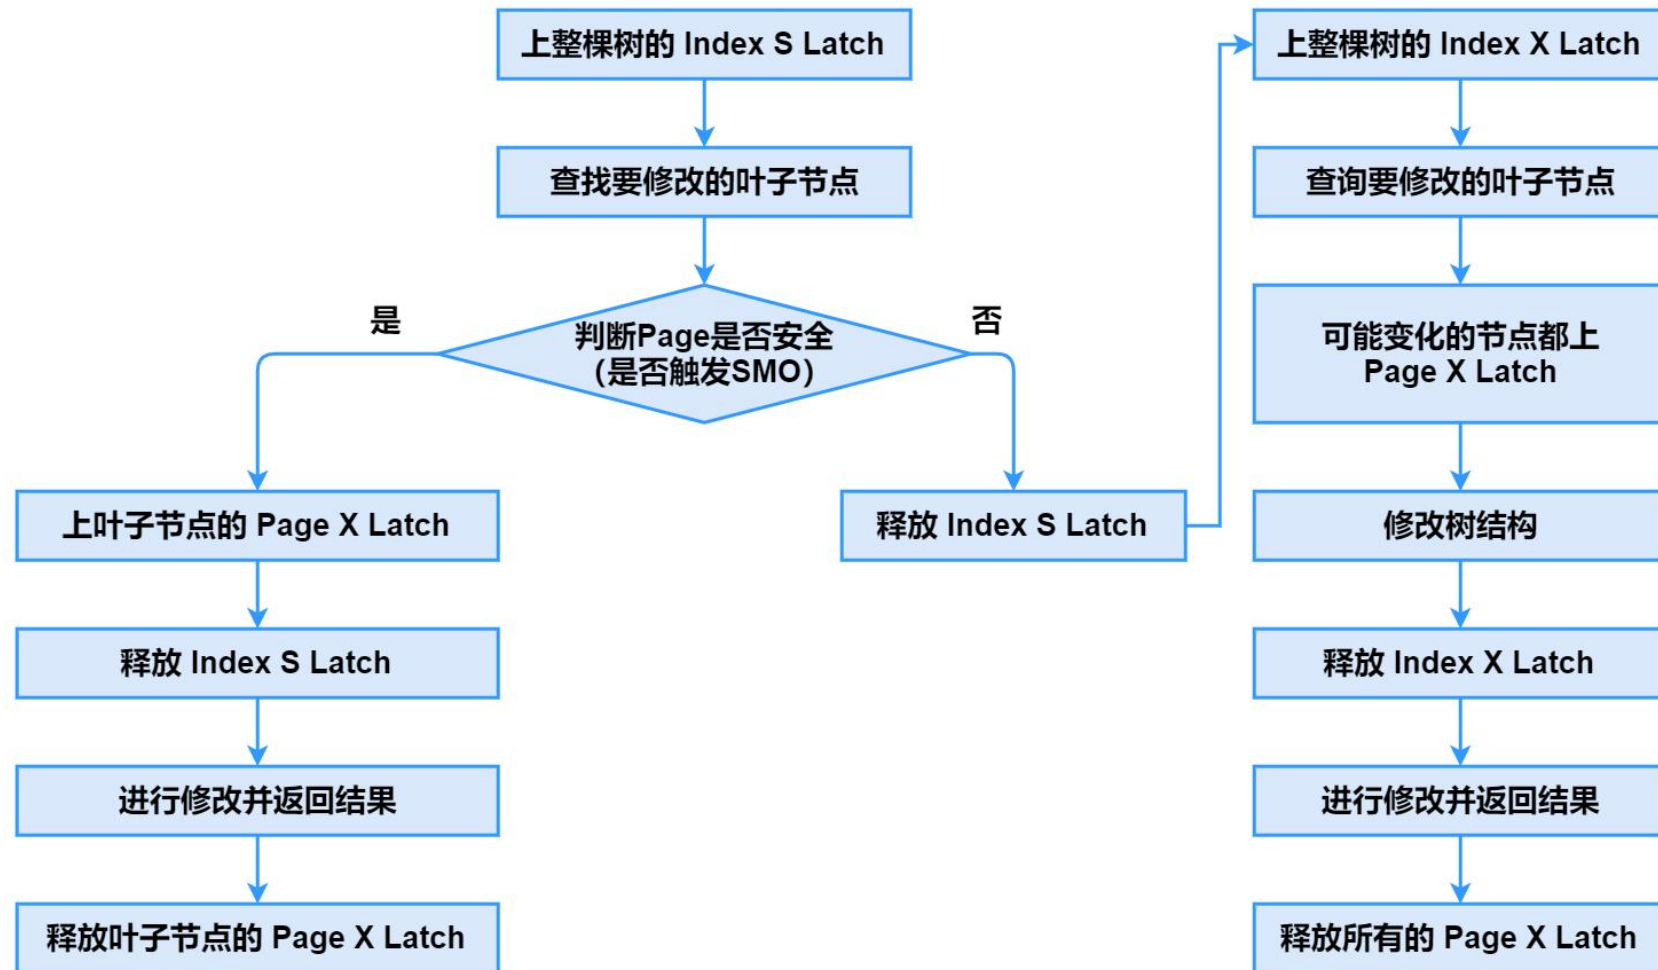 上整棵树的 Index S Latch
查找要修改的叶子节点
判断Page是否安全
（是否触发SMO）
是
否
上叶子节点的 Page X Latch
释放 Index S Latch
进行修改并返回结果
释放叶子节点的 Page X Latch
释放 Index S Latch
上整棵树的 Index X Latch
查询要修改的叶子节点
可能变化的节点都上
Page X Latch
修改树结构
释放 Index X Latch
进行修改并返回结果
释放所有的 Page X Latch